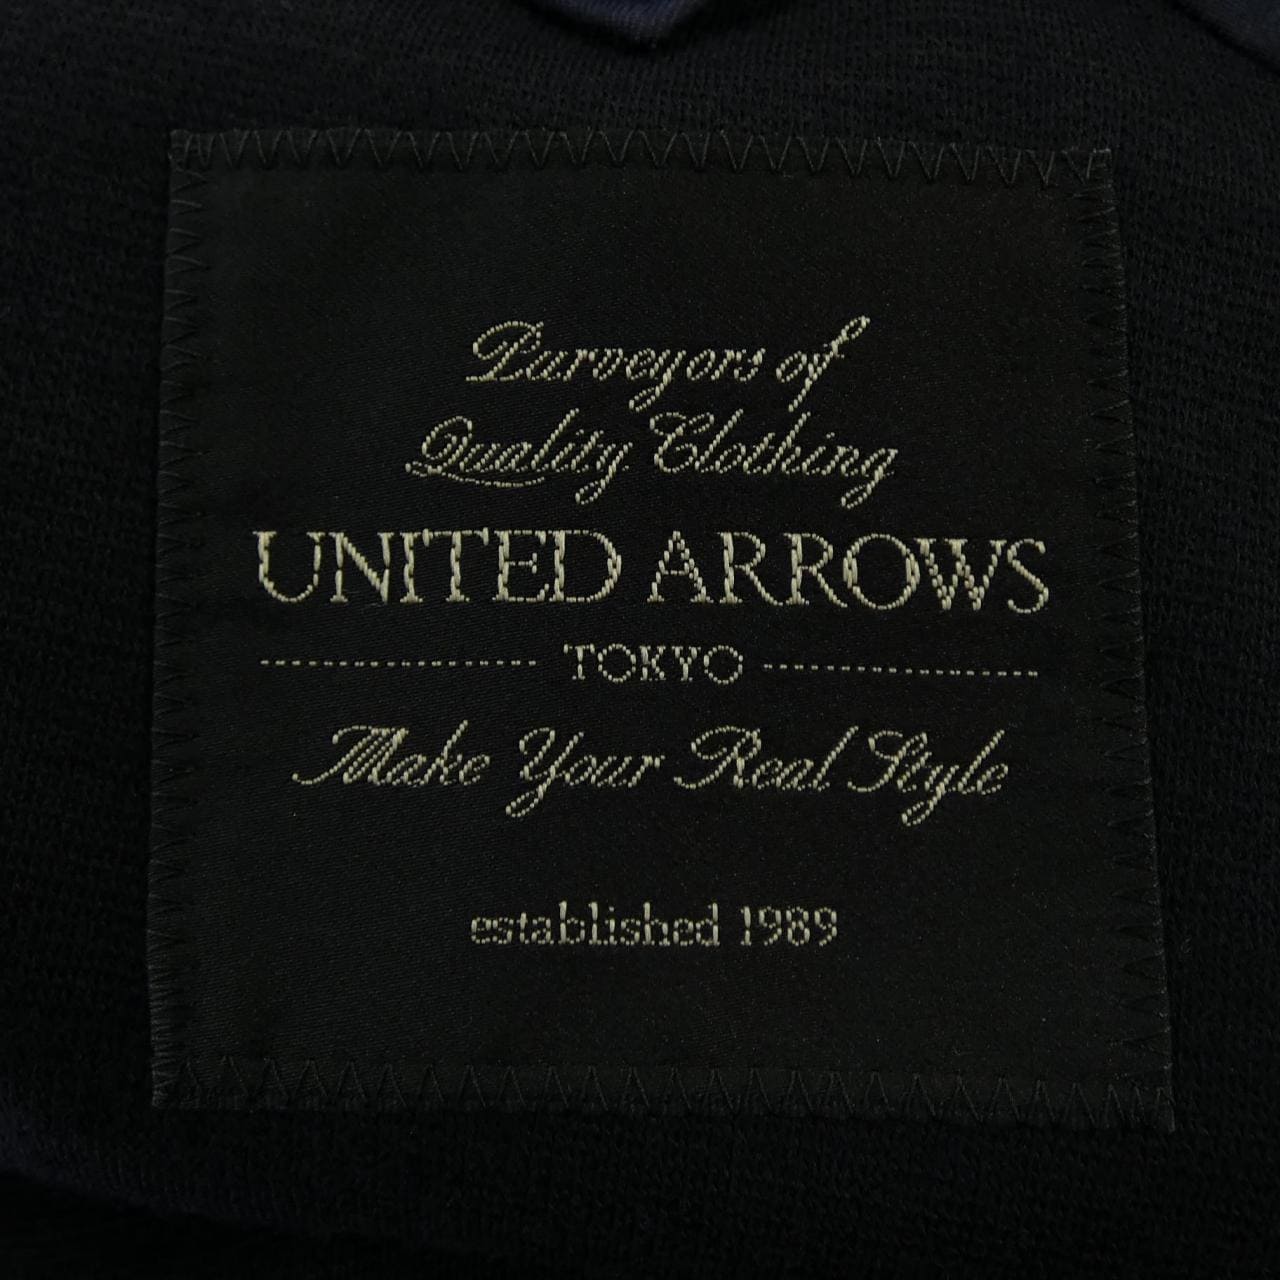 Purveyors of
Quality Clothing
UNITED ARROWS
TOKYO
Make Your Real Style
established 1989